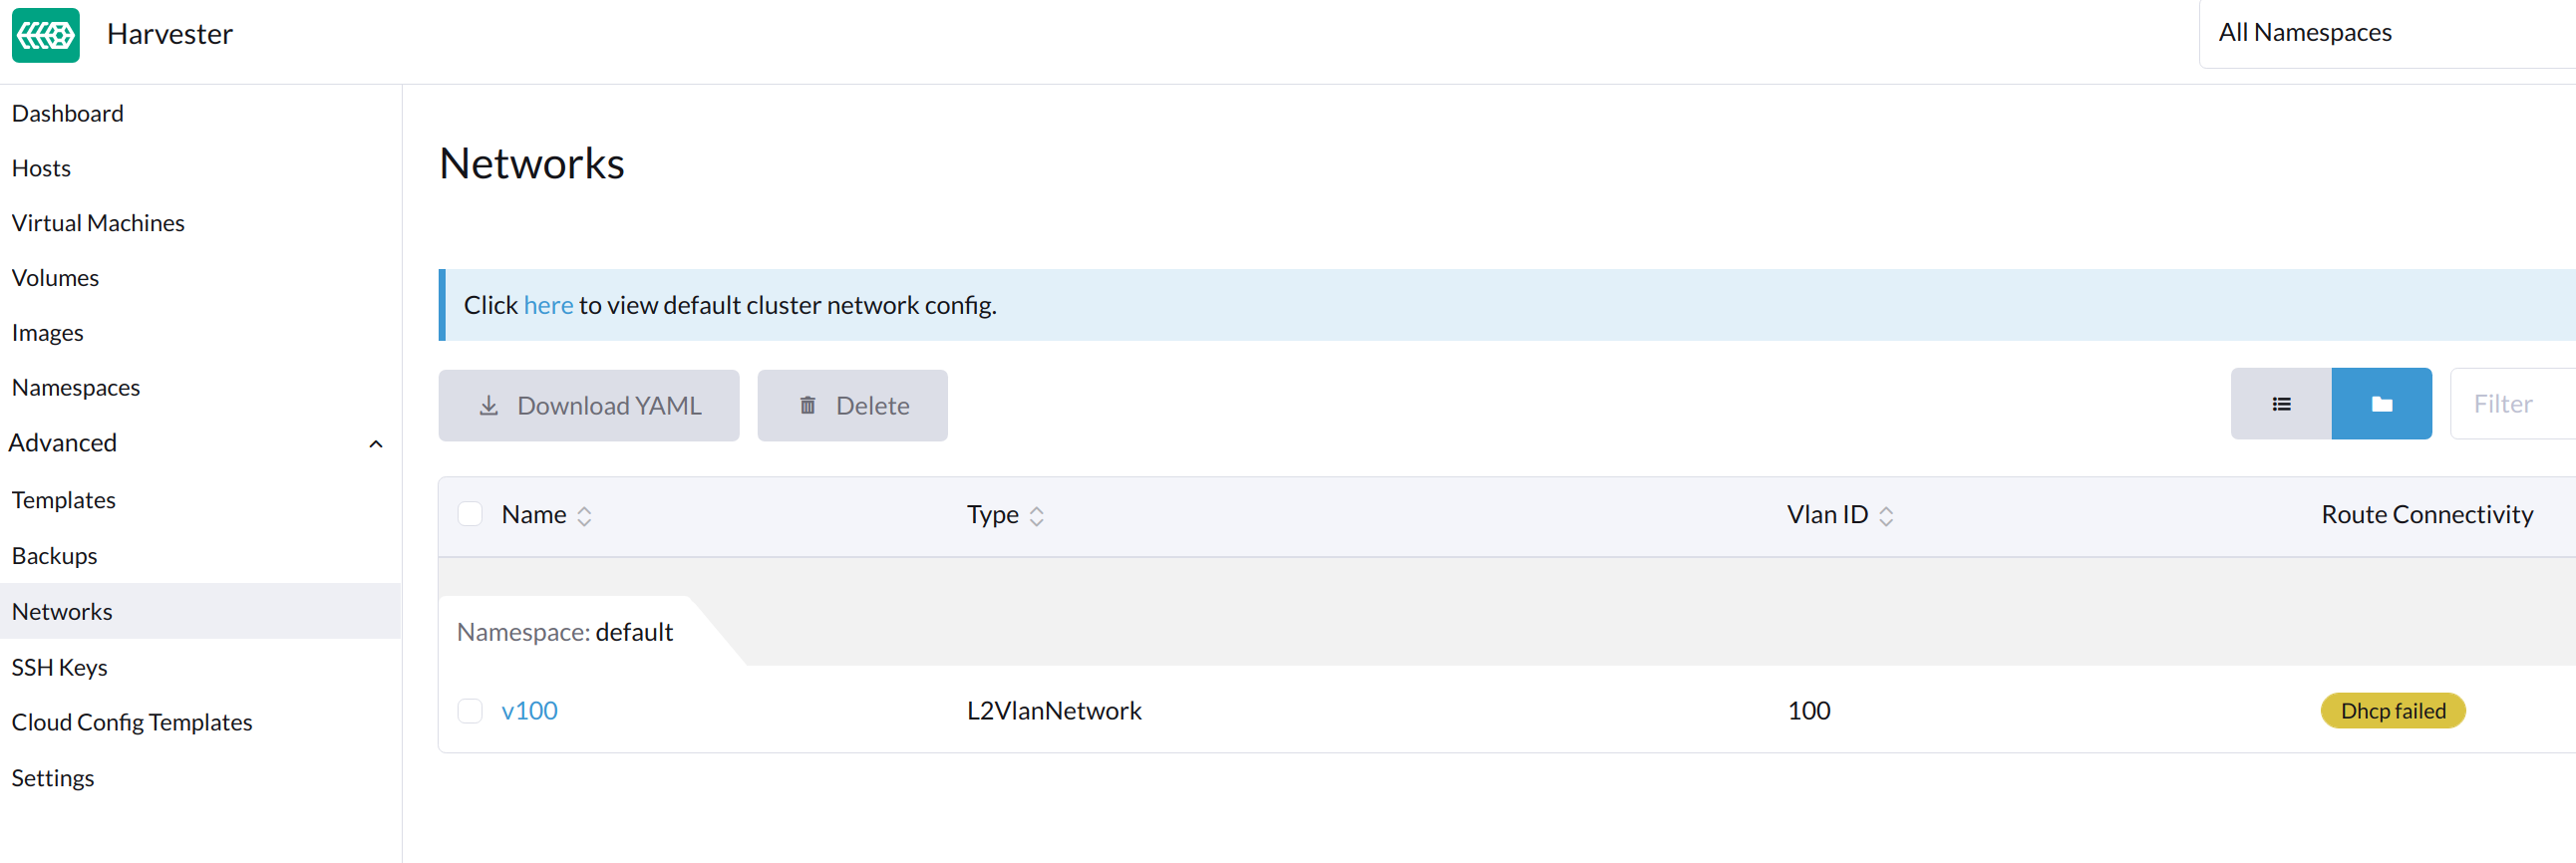 Harvester
All Namespaces
Dashboard
Hosts
Virtual Machines
Volumes
Images
Namespaces
Advanced
Templates
Backups
Networks
SSH Keys
Cloud Config Templates
Settings
Networks
Click here to view default cluster network config.
Download YAML Delete
Filter
Name Type Vlan ID Route Connectivity
Namespace: default
v100 L2VlanNetwork 100 Dhcp failed